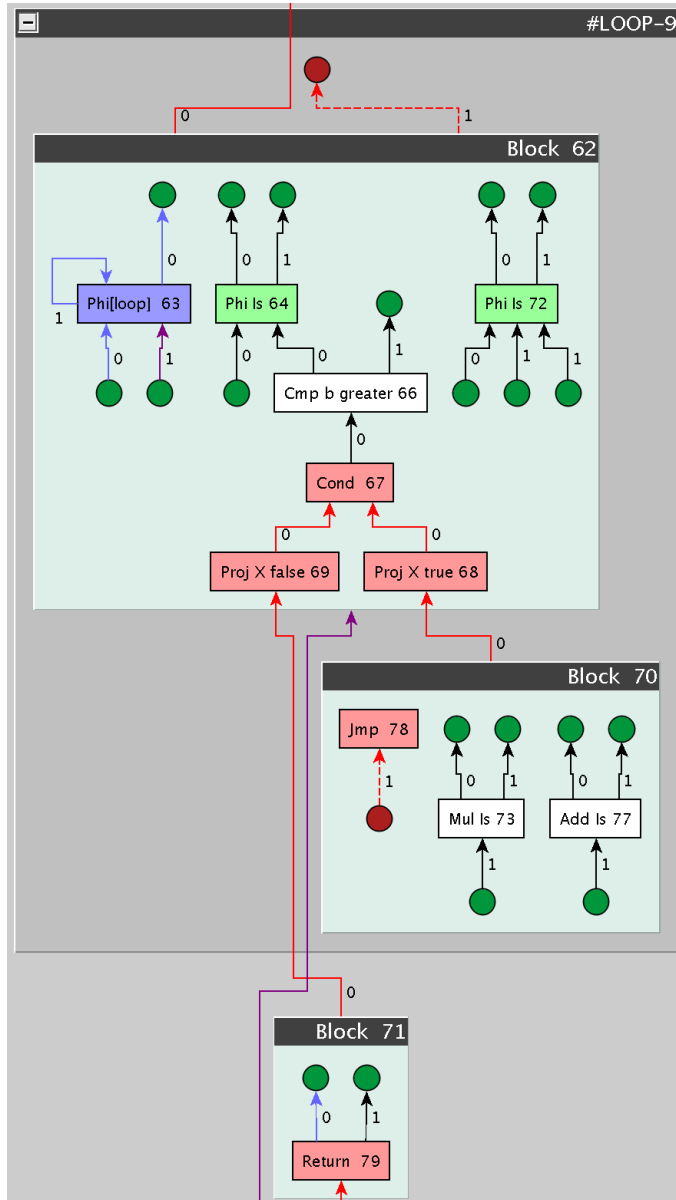 #LOOP-9
0
1
Block 62
0
0
1
0
1
Phi[loop] 63
Phi Is 64
Phi Is 72
1
0
1
0
0
1
0
1
1
Cmp b greater 66
0
Cond 67
0
0
Proj X false 69
Proj X true 68
0
Block 70
Jmp 78
1
0
1
0
1
Mul Is 73
Add Is 77
1
1
0
Block 71
0
1
Return 79